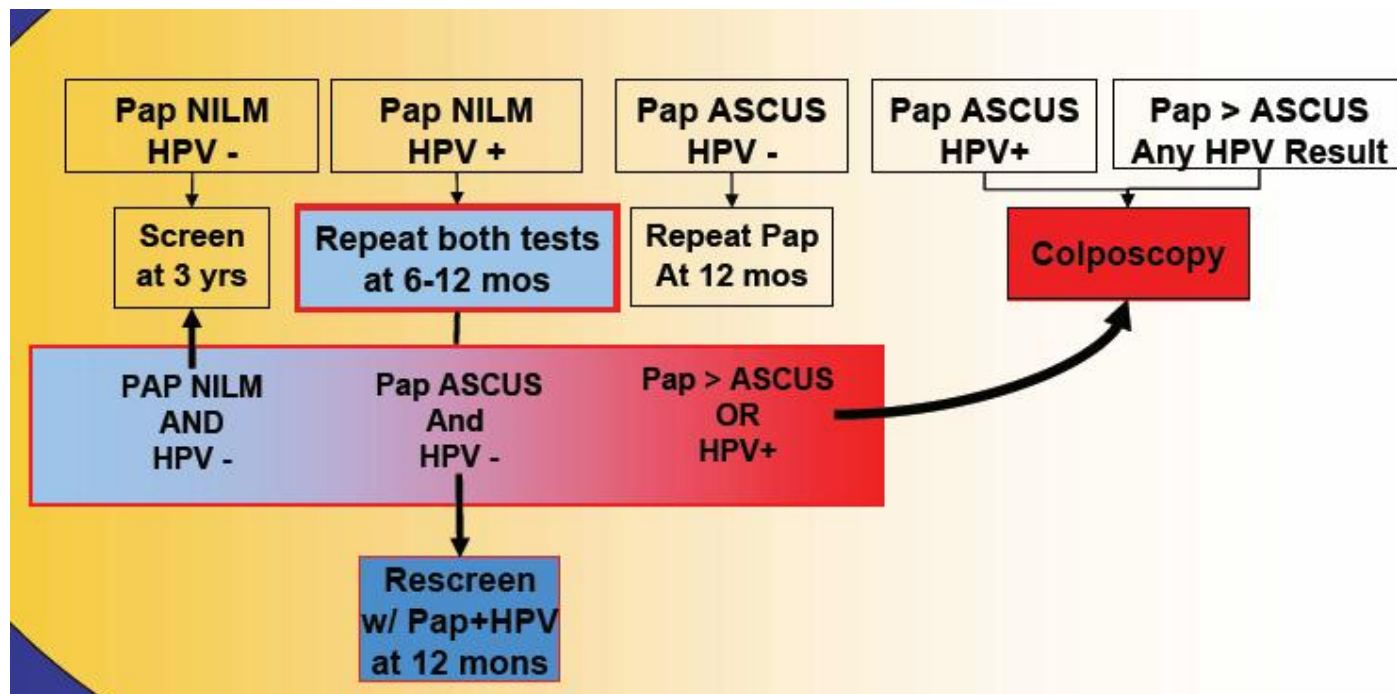 Pap NILM
HPV -
Pap NILM
HPV +
Pap ASCUS
HPV -
Pap ASCUS
HPV+
Pap > ASCUS
Any HPV Result
Screen
at 3 yrs
Repeat both tests
at 6-12 mos
Repeat Pap
At 12 mos
Colposcopy
PAP NILM
AND
HPV -
Pap ASCUS
And
HPV -
Pap > ASCUS
OR
HPV+
Rescreen
w/ Pap+HPV
at 12 mons